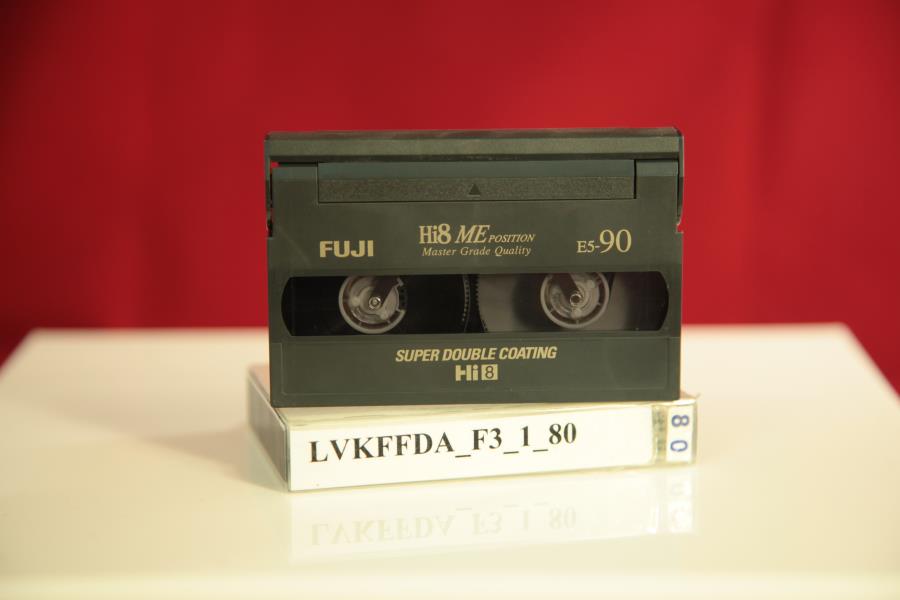 Hi8 ME POSITION
FUJI
Master Grade Quality
E5-90
SUPER DOUBLE COATING
Hi8
LVKFFDA_F3_1_80
80